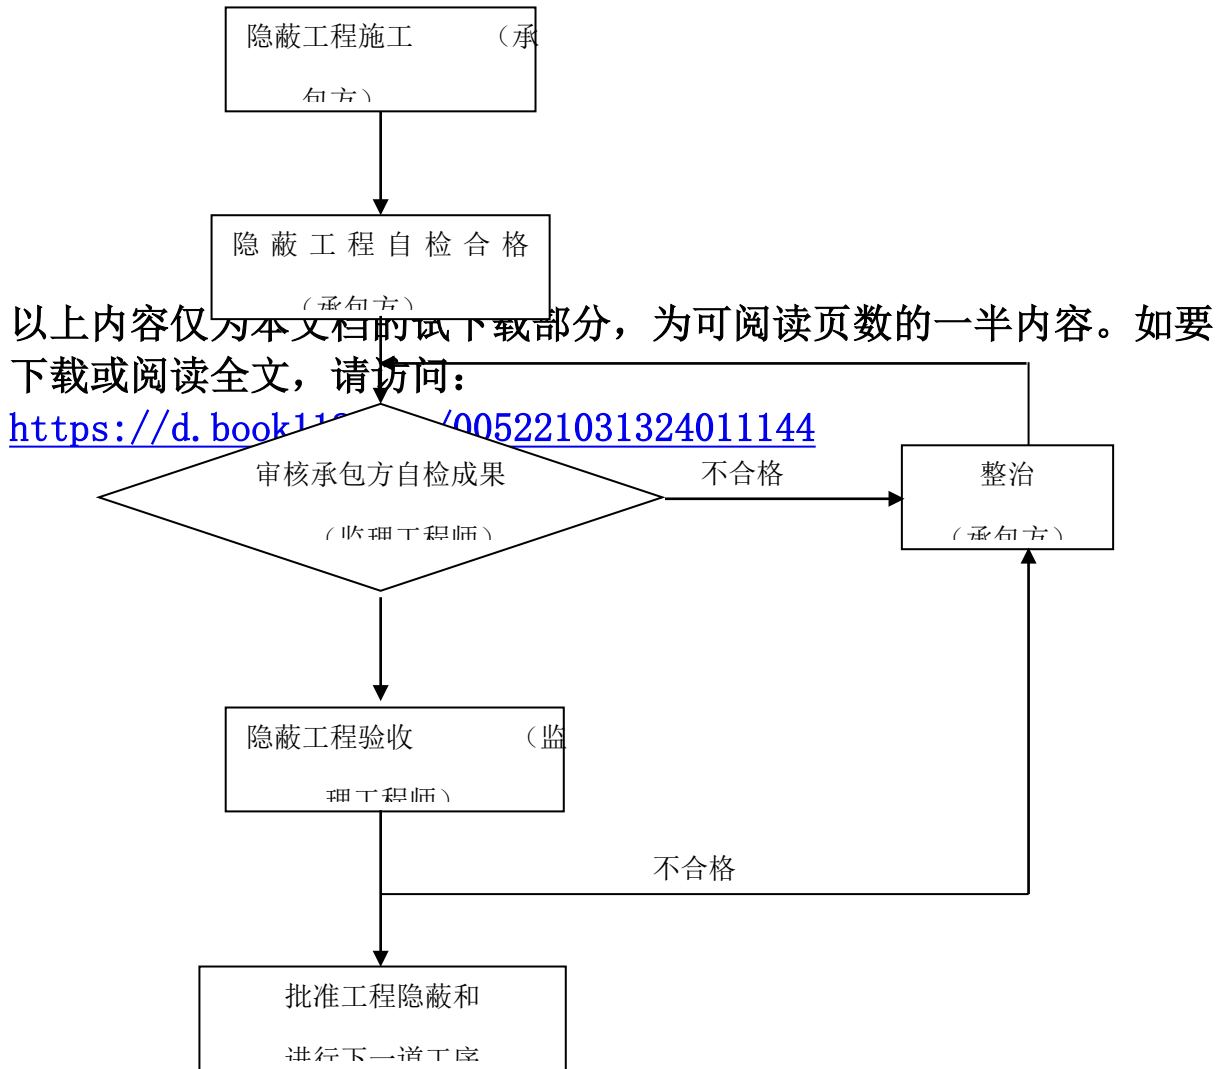 隐蔽工程施工 （承
包方）
隐蔽工程自检合格
（承包方）
以上内容仅为本文档的试下载部分，为可阅读页数的一半内容。如要
下载或阅读全文，请访问：
https://d.book11 /005221031324011144
审核承包方自检成果
（监理工程师）
不合格
整治
（承包方）
隐蔽工程验收 （监
理工程师）
不合格
批准工程隐蔽和
进行下一道工序